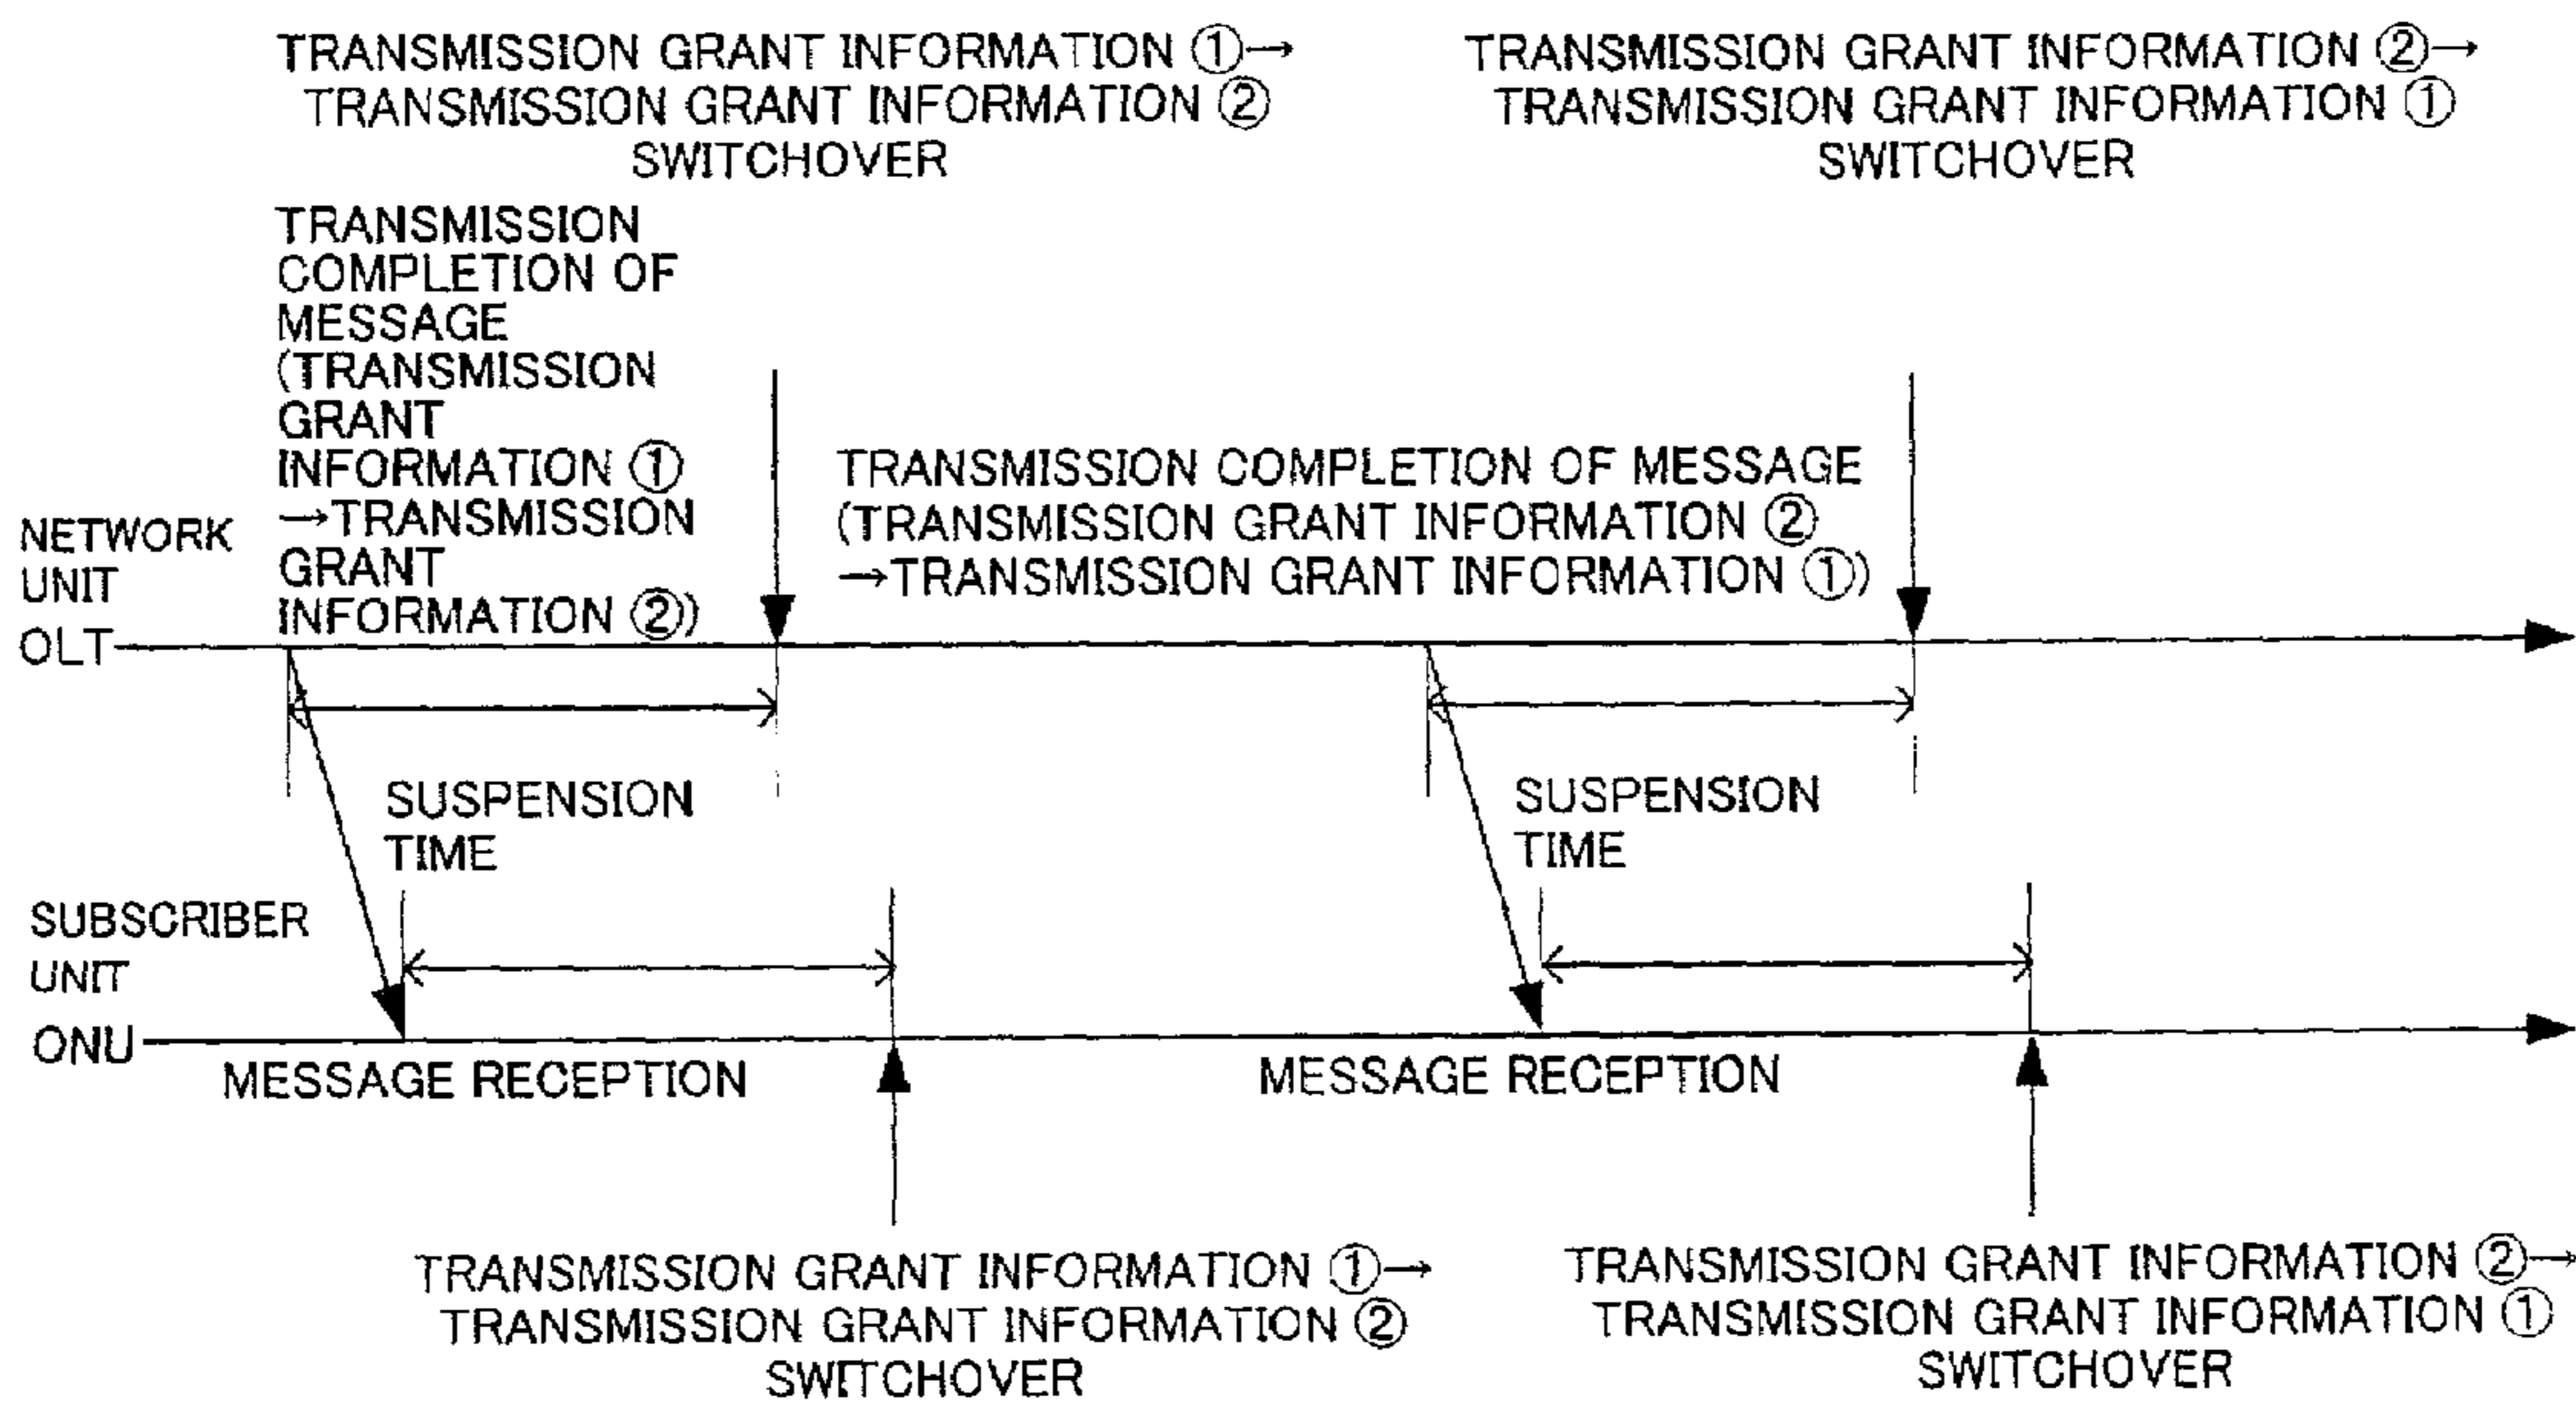 TRANSMISSION GRANT INFORMATION ①→
TRANSMISSION GRANT INFORMATION ②
SWITCHOVER
TRANSMISSION GRANT INFORMATION ②→
TRANSMISSION GRANT INFORMATION ①
SWITCHOVER
TRANSMISSION
COMPLETION OF
MESSAGE
(TRANSMISSION
GRANT
INFORMATION ①
→TRANSMISSION
GRANT
INFORMATION ②)
TRANSMISSION COMPLETION OF MESSAGE
(TRANSMISSION GRANT INFORMATION ②
→TRANSMISSION GRANT INFORMATION ①)
NETWORK
UNIT
OLT
SUSPENSION
TIME
SUSPENSION
TIME
SUBSCRIBER
UNIT
ONU
MESSAGE RECEPTION
MESSAGE RECEPTION
TRANSMISSION GRANT INFORMATION ①→
TRANSMISSION GRANT INFORMATION ②
SWITCHOVER
TRANSMISSION GRANT INFORMATION ②→
TRANSMISSION GRANT INFORMATION ①
SWITCHOVER